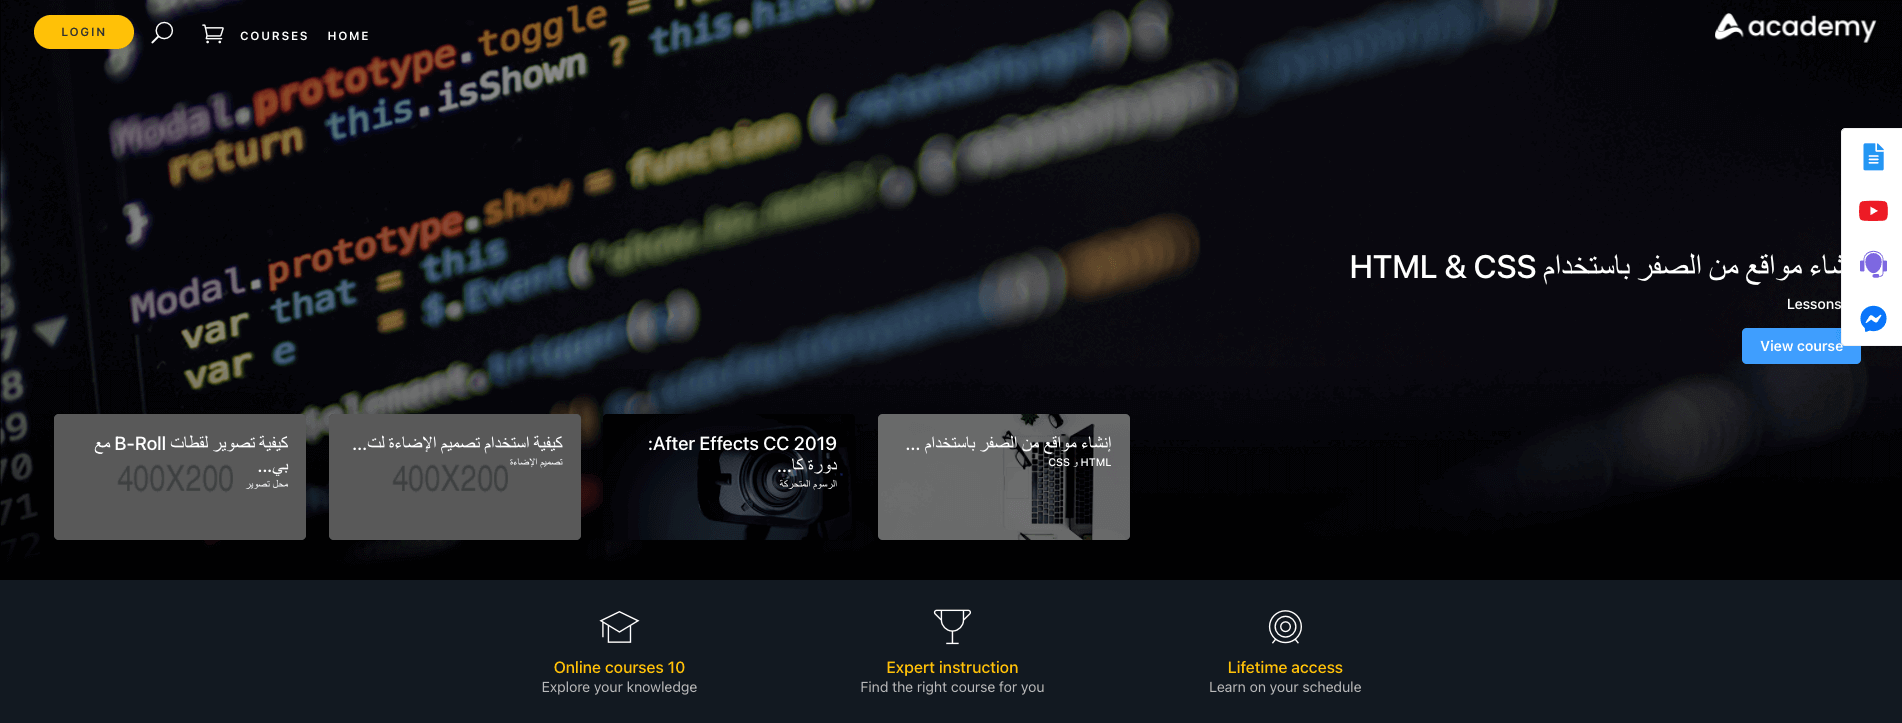 LOGIN
COURSES
HOME
academy
Modal.prototype.toggle =
Modal.prototype.toggle
return this.isShown ? this.hide
}
Modal.prototype.show = function (
var that = this
var e = $.Event(
element.trigger(
شاء مواقع من الصفر باستخدام HTML & CSS
Lessons
View course
كيفية تصوير لقطات B-Roll مع
بي...
محل تصوير
400X200
كيفية استخدام تصميم الإضاءة لت...
تصميم الإضاءة
400X200
After Effects CC 2019:
دورة كا...
الرسوم المتحركة
إنشاء مواقع من الصفر باستخدام ...
HTML و CSS
Online courses 10
Explore your knowledge
Expert instruction
Find the right course for you
Lifetime access
Learn on your schedule